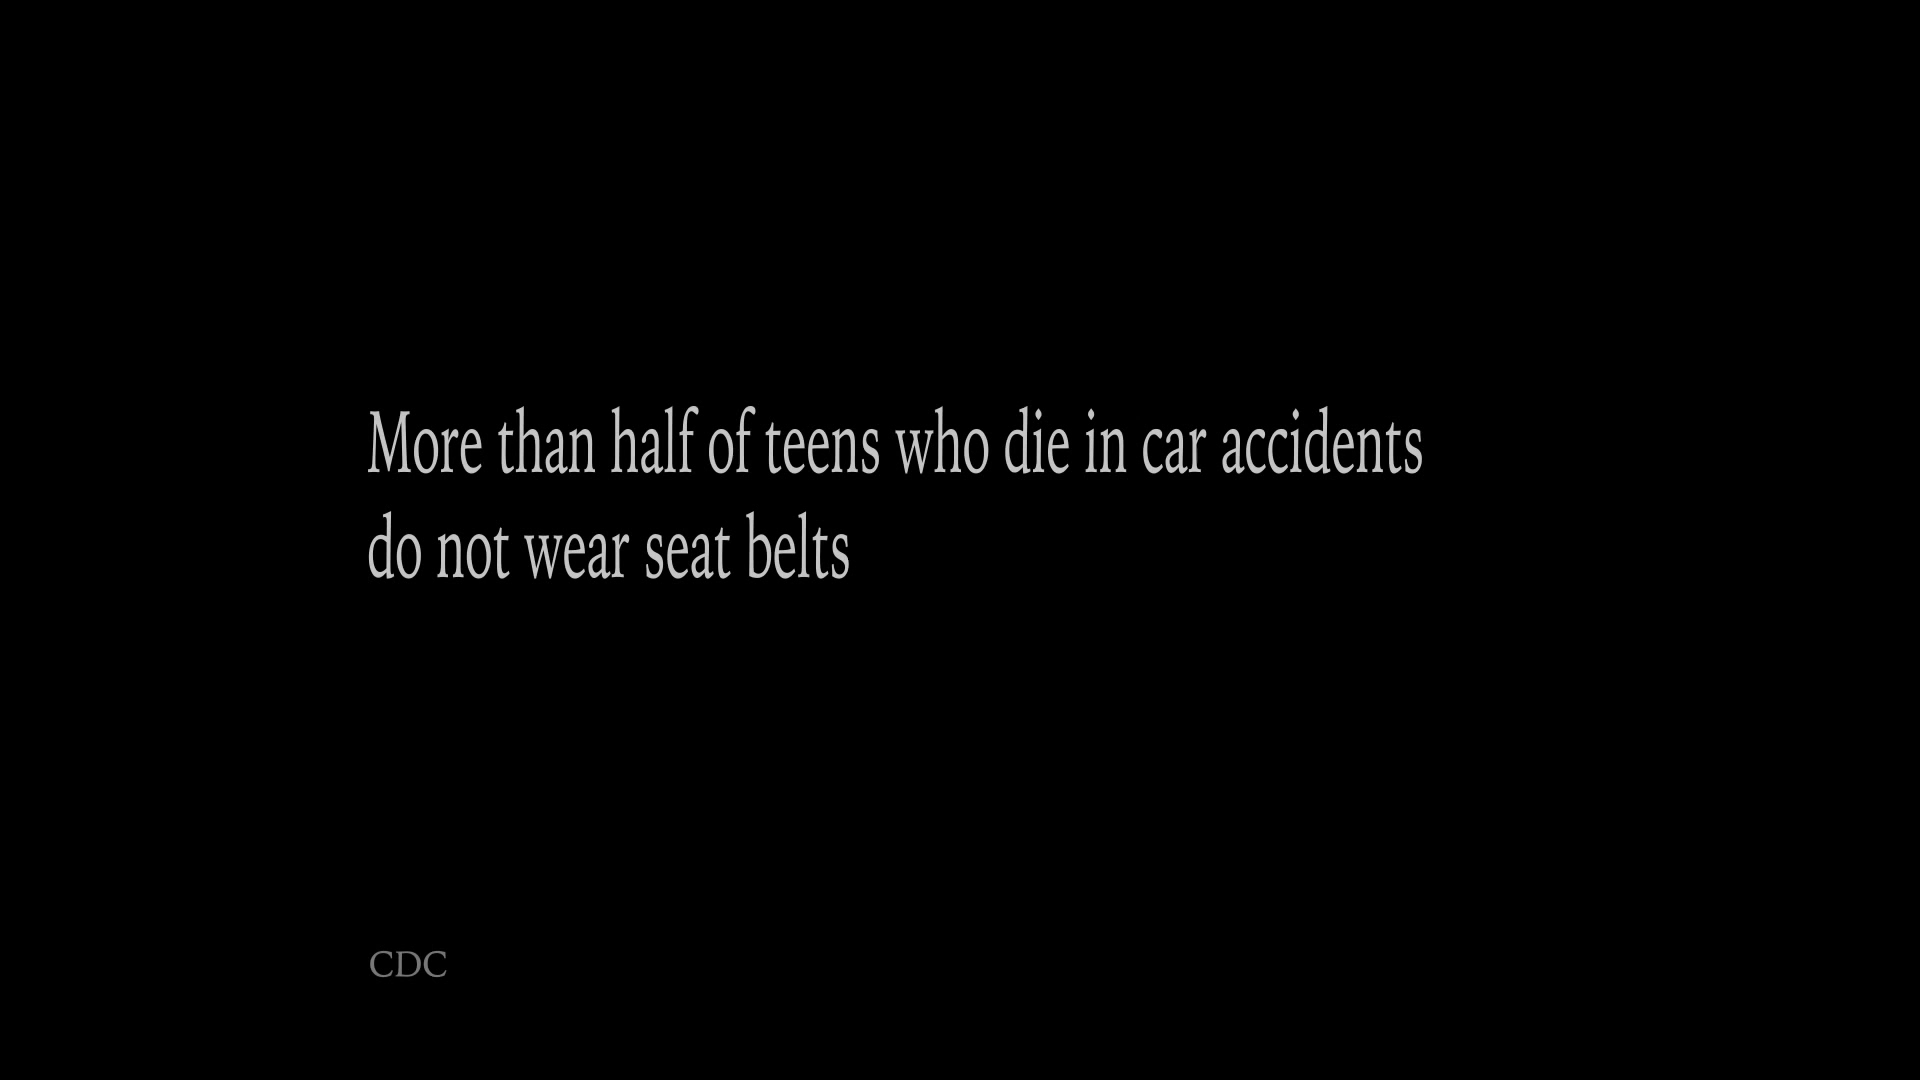 More than half of teens who die in car accidents
do not wear seat belts
CDC